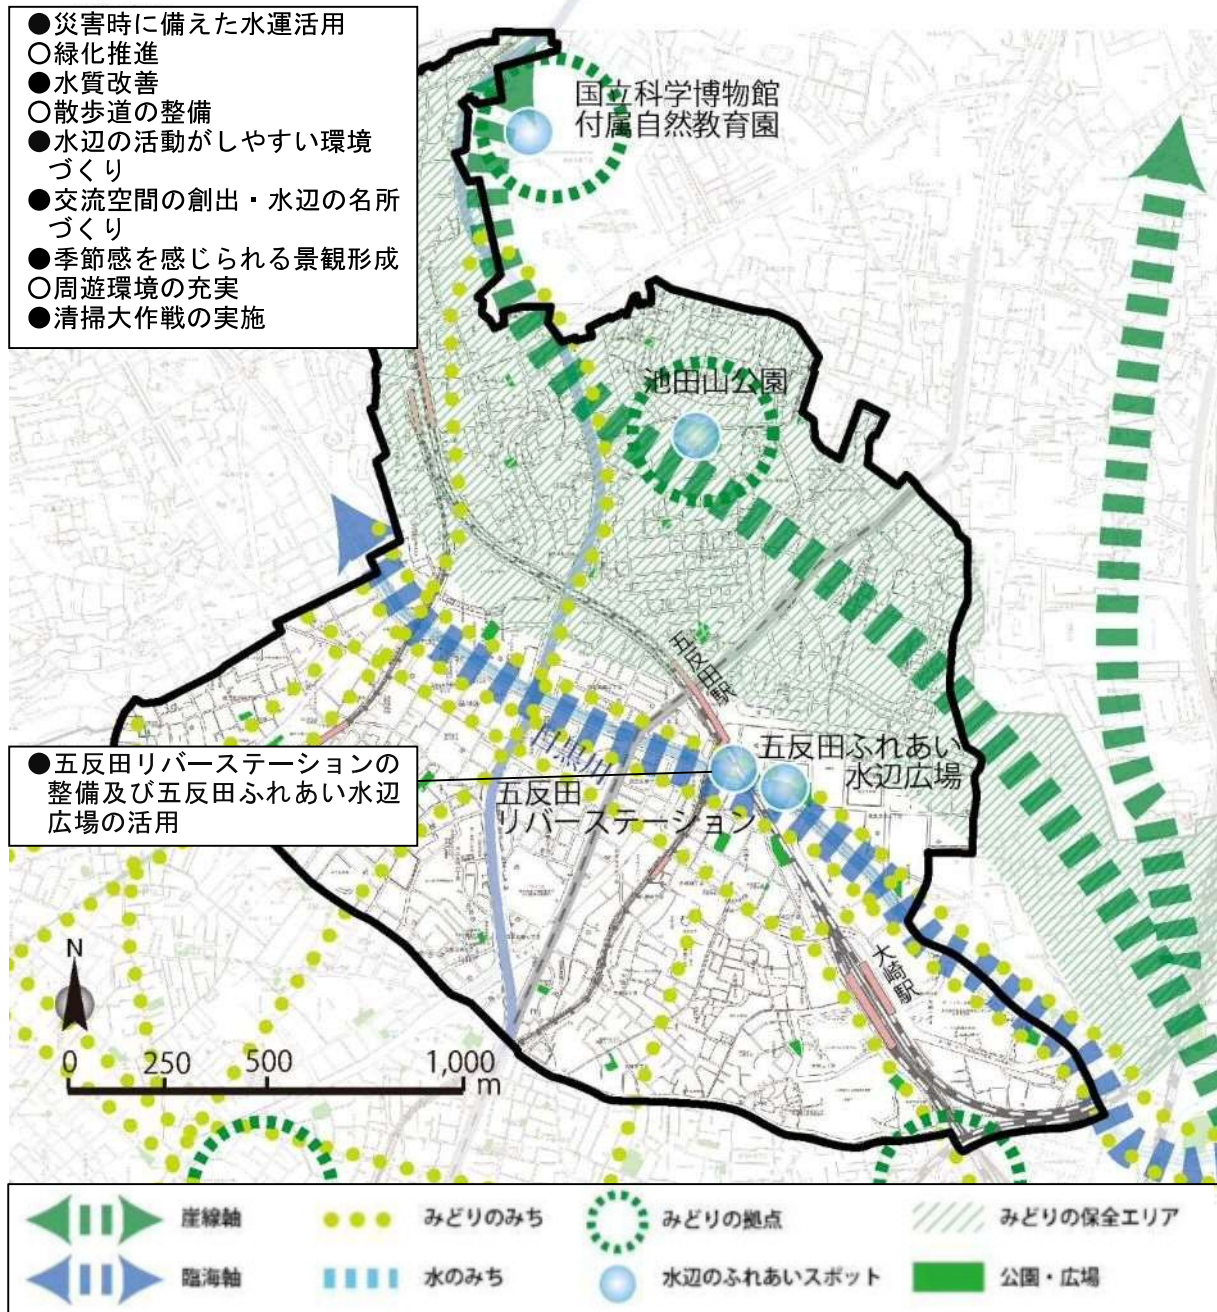 ●災害時に備えた水運活用
○緑化推進
●水質改善
○散歩道の整備
●水辺の活動がしやすい環境
づくり
●交流空間の創出・水辺の名所
づくり
●季節感を感じられる景観形成
○周遊環境の充実
●清掃大作戦の実施
国立科学博物館
付属自然教育園
池田山公園
五反田駅
目黒川
五反田ふれあい
水辺広場
●五反田リバーステーションの
整備及び五反田ふれあい水辺
広場の活用
五反田
リバーステーション
大崎駅
N
0 250 500 1,000
m
崖線軸
みどりのみち
みどりの拠点
みどりの保全エリア
臨海軸
水のみち
水辺のふれあいスポット
公園・広場